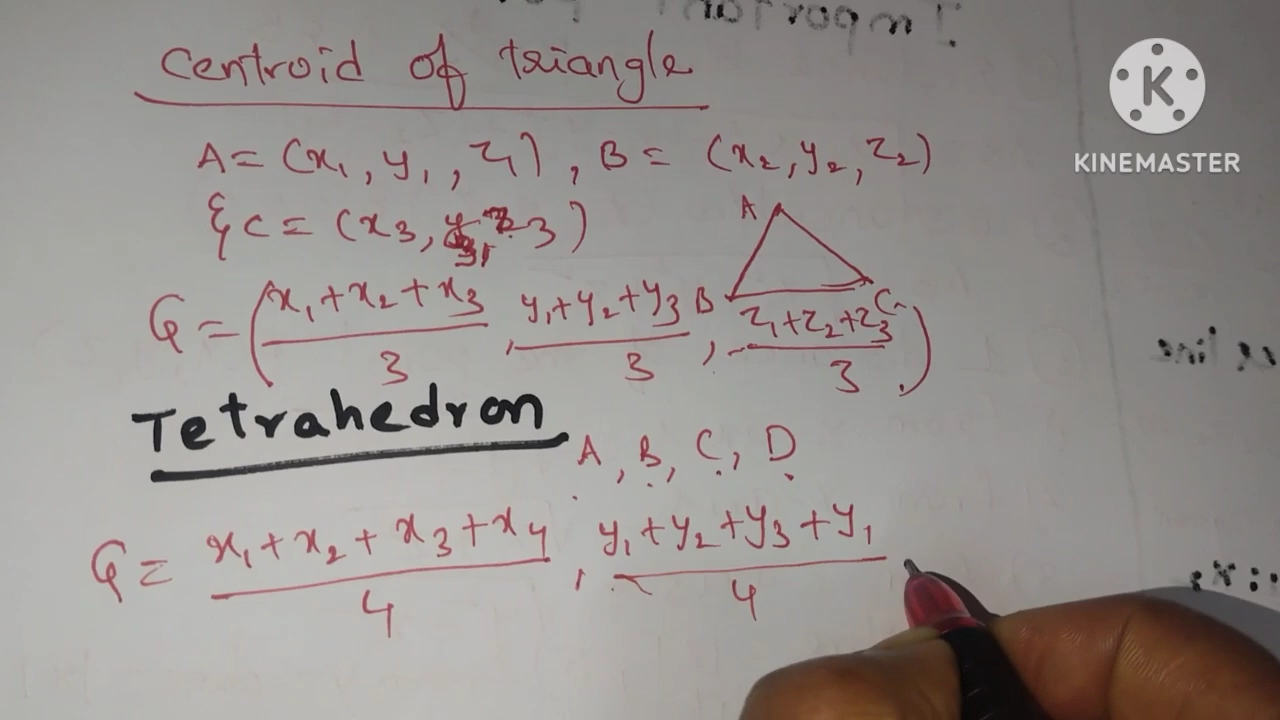 Centroid of triangle
A = (x₁, y₁, z₁), B = (x₂, y₂, z₂)
& C = (x₃, y₃, z₃)
A
B
C
G = (x₁+x₂+x₃/3, y₁+y₂+y₃/3, z₁+z₂+z₃/3)
Tetrahedron
A, B, C, D
G = x₁+x₂+x₃+x₄/4, y₁+y₂+y₃+y₁/4
KINEMASTER